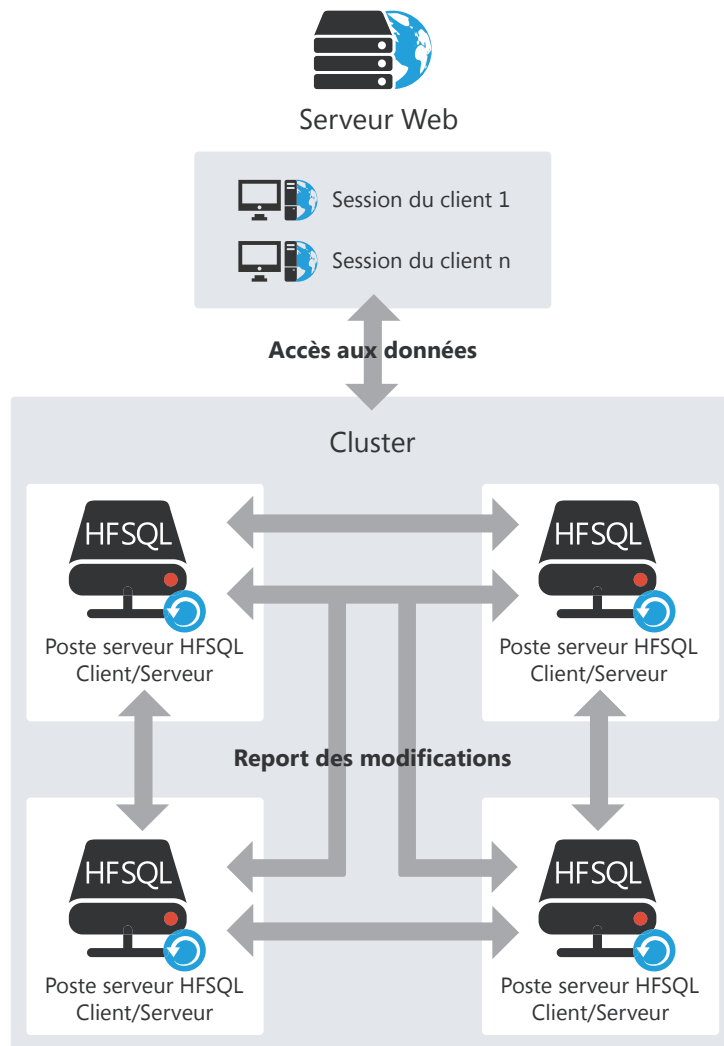 Serveur Web
Session du client 1
Session du client n
Accès aux données
Cluster
HFSQL
Poste serveur HFSQL
Client/Serveur
HFSQL
Poste serveur HFSQL
Client/Serveur
Report des modifications
HFSQL
Poste serveur HFSQL
Client/Serveur
HFSQL
Poste serveur HFSQL
Client/Serveur